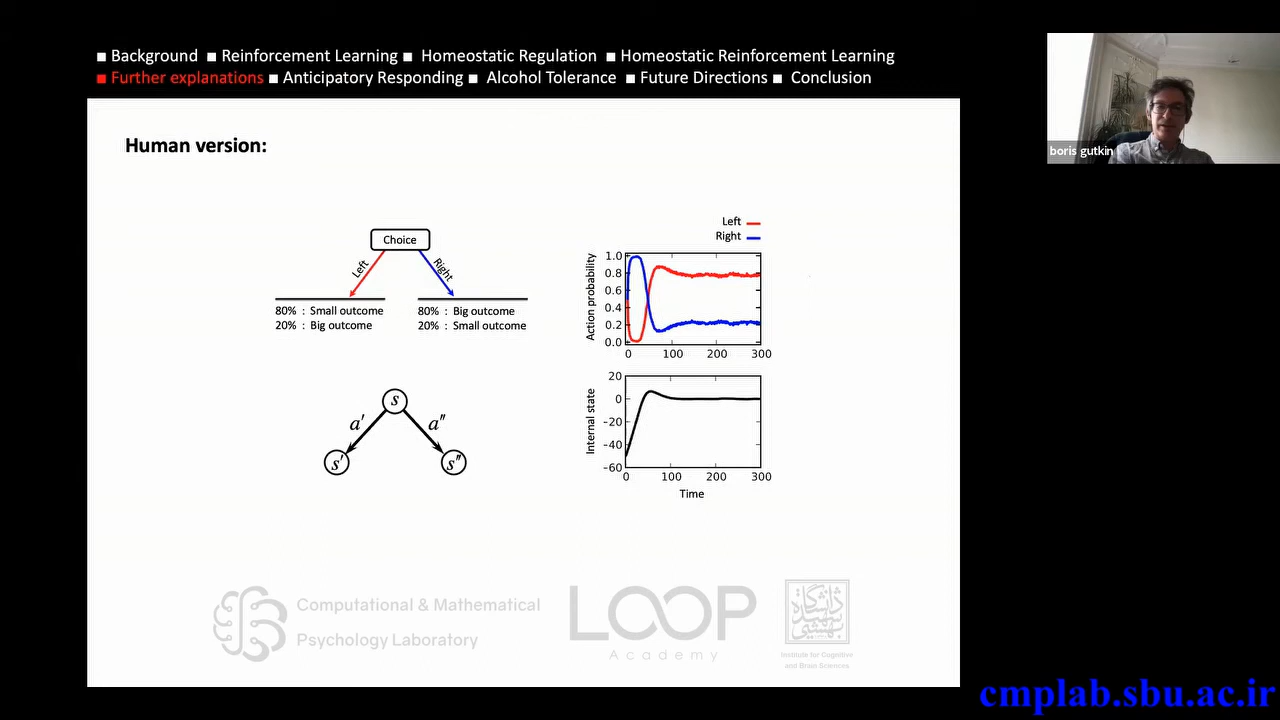 ■ Background ■ Reinforcement Learning ■ Homeostatic Regulation ■ Homeostatic Reinforcement Learning
■ Further explanations ■ Anticipatory Responding ■ Alcohol Tolerance ■ Future Directions ■ Conclusion
boris gutkin
Human version:
Choice
Left
Right
80% : Small outcome
20% : Big outcome
80% : Big outcome
20% : Small outcome
s
a'
a''
s'
s''
Left
Right
Action probability
1.0
0.8
0.6
0.4
0.2
0.0
0 100 200 300
Internal state
20
0
-20
-40
-60
0 100 200 300
Time
Computational & Mathematical
Psychology Laboratory
LOOP
Academy
Institute for Cognitive
and Brain Sciences
cmplab.sbu.ac.ir